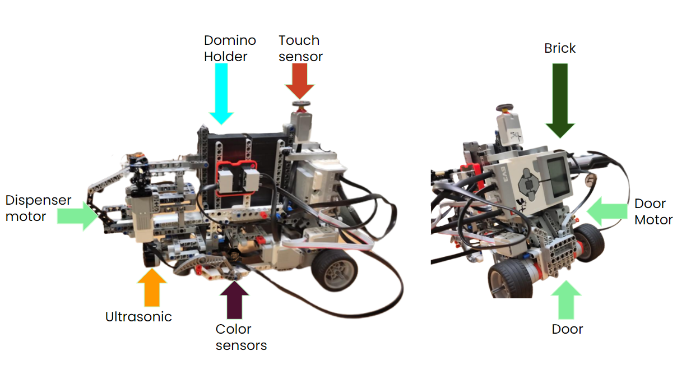 Domino
Holder
Touch
sensor
Brick
Dispenser
motor
Door
Motor
Ultrasonic
Color
sensors
Door